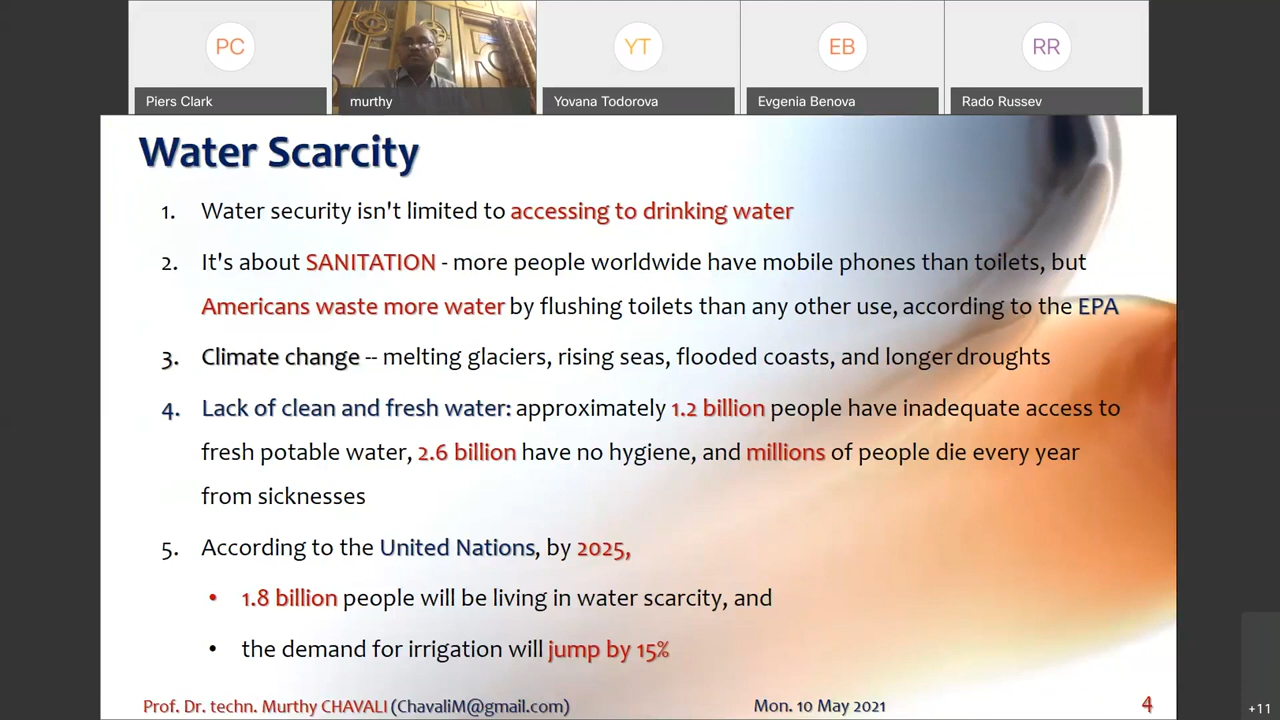 PC
YT
EB
RR
Piers Clark
murthy
Yovana Todorova
Evgenia Benova
Rado Russev
Water Scarcity
1. Water security isn't limited to accessing to drinking water
2. It's about SANITATION - more people worldwide have mobile phones than toilets, but
Americans waste more water by flushing toilets than any other use, according to the EPA
3. Climate change -- melting glaciers, rising seas, flooded coasts, and longer droughts
4. Lack of clean and fresh water: approximately 1.2 billion people have inadequate access to
fresh potable water, 2.6 billion have no hygiene, and millions of people die every year
from sicknesses
5. According to the United Nations, by 2025,
• 1.8 billion people will be living in water scarcity, and
• the demand for irrigation will jump by 15%
Prof. Dr. techn. Murthy CHAVALI (ChavaliM@gmail.com) Mon. 10 May 2021 4
+11